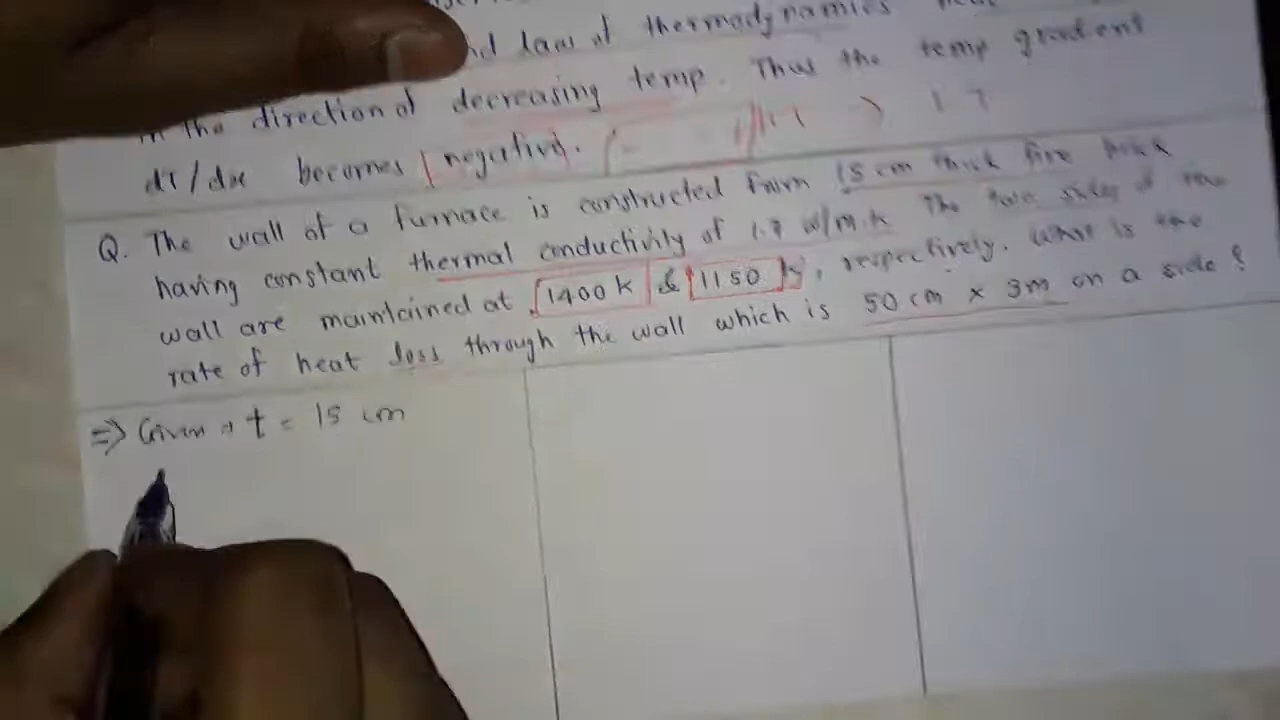 nd law of thermodynamics
in the direction of decreasing temp. Thus the temp gradent
dT/dx becomes negative.
Q. The wall of a furnace is constructed from 15 cm thick fire brick
having constant thermal conductivity of 1.7 W/m.K The two sides of the
wall are maintained at 1400 K & 1150 K, respectively. What is the
rate of heat loss through the wall which is 50 cm x 3m on a side?
⇒ Given → t = 15 cm